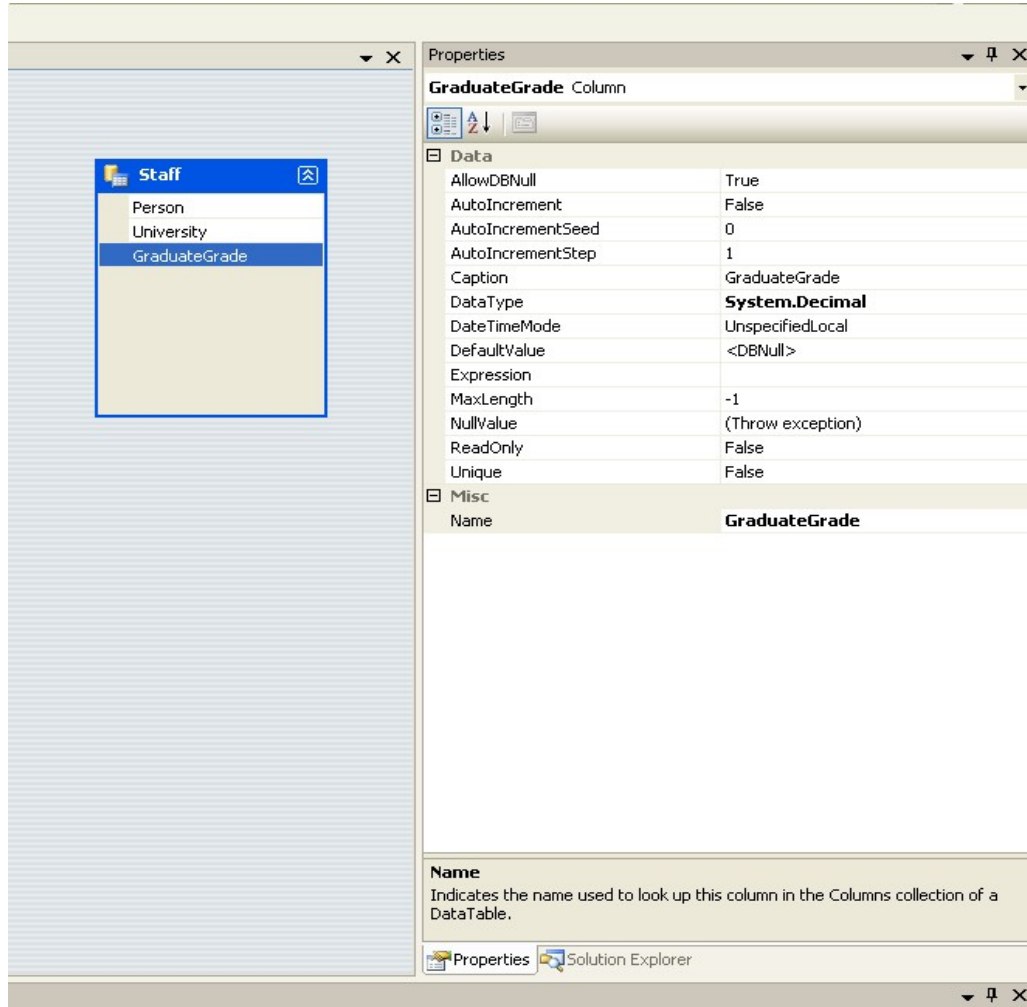 Properties
GraduateGrade Column
Staff
Person
University
GraduateGrade
Data
AllowDBNull True
AutoIncrement False
AutoIncrementSeed 0
AutoIncrementStep 1
Caption GraduateGrade
DataType System.Decimal
DateTimeMode UnspecifiedLocal
DefaultValue <DBNull>
Expression
MaxLength -1
NullValue (Throw exception)
ReadOnly False
Unique False
Misc
Name GraduateGrade
Name
Indicates the name used to look up this column in the Columns collection of a
DataTable.
Properties Solution Explorer